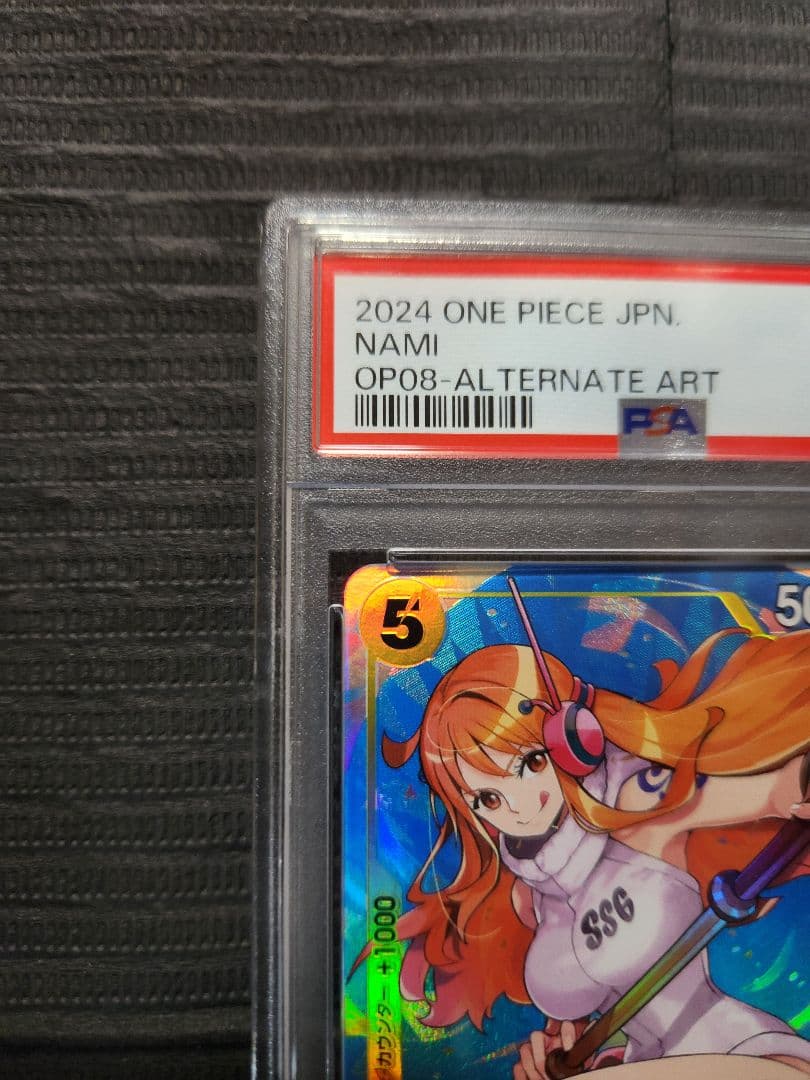 2024 ONE PIECE JPN.
NAMI
OP08-ALTERNATE ART
PSA
5
SSG
カウンター +1000